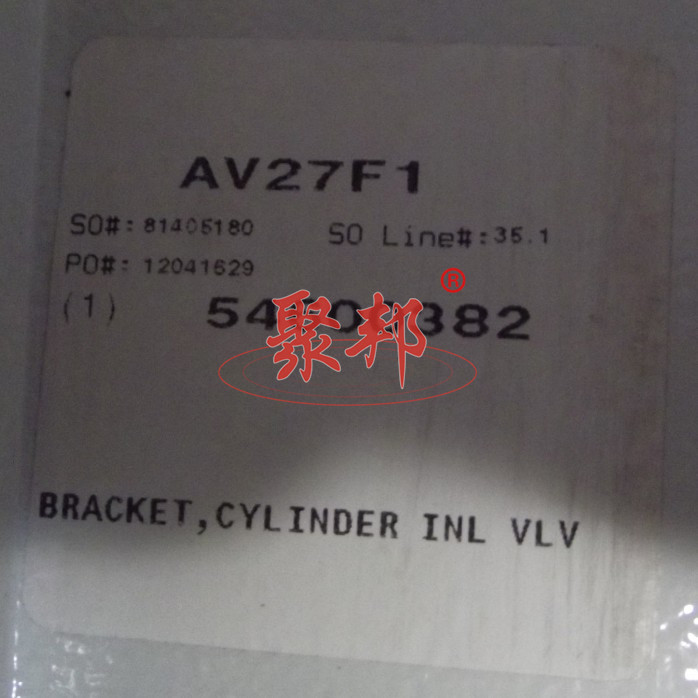 AV27F1
SO#: 81405180 SO Line#: 35.1
PO#: 12041629
(1)
聚邦®
BRACKET,CYLINDER INL VLV